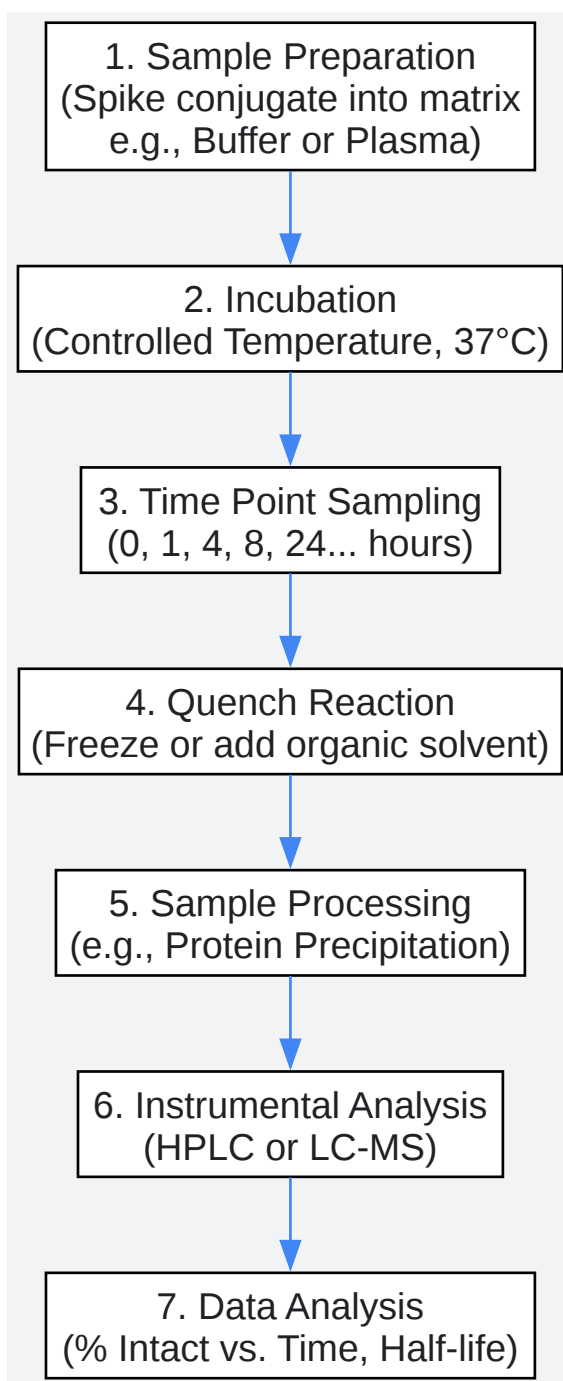 1. Sample Preparation
(Spike conjugate into matrix
e.g., Buffer or Plasma)
2. Incubation
(Controlled Temperature, 37°C)
3. Time Point Sampling
(0, 1, 4, 8, 24... hours)
4. Quench Reaction
(Freeze or add organic solvent)
5. Sample Processing
(e.g., Protein Precipitation)
6. Instrumental Analysis
(HPLC or LC-MS)
7. Data Analysis
(% Intact vs. Time, Half-life)